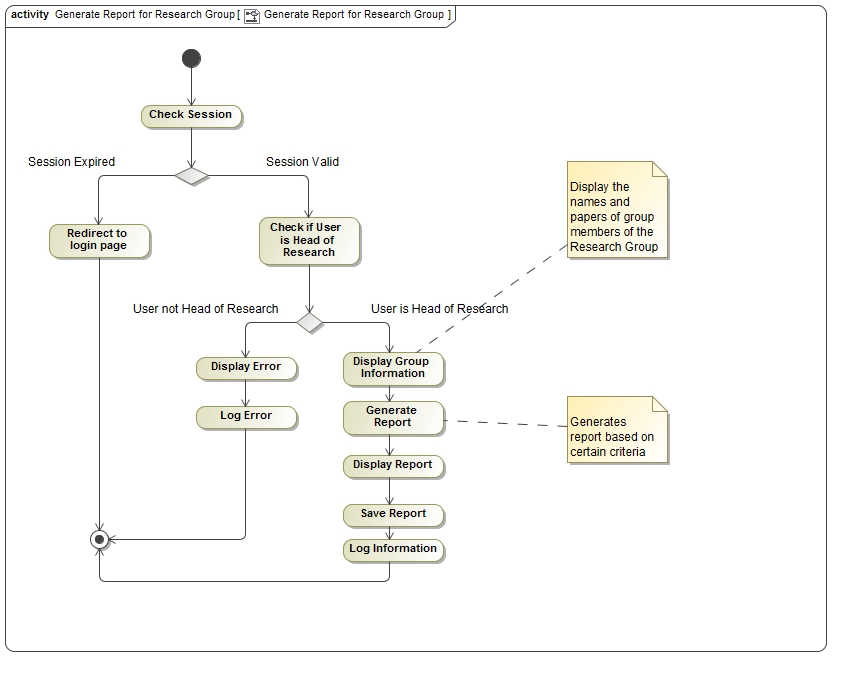 activity Generate Report for Research Group [ Generate Report for Research Group ]
Check Session
Session Expired
Session Valid
Redirect to
login page
Check if User
is Head of
Research
Display the
names and
papers of group
members of the
Research Group
User not Head of Research
User is Head of Research
Display Error
Display Group
Information
Log Error
Generate
Report
Generates
report based on
certain criteria
Display Report
Save Report
Log Information